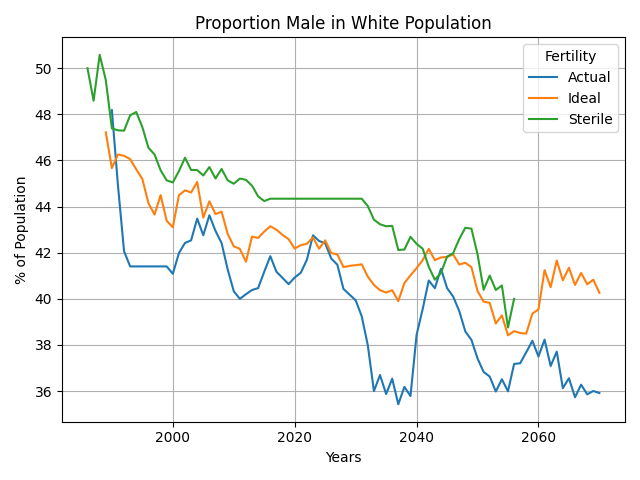 Proportion Male in White Population
Fertility
Actual
Ideal
Sterile
% of Population
50
48
46
44
42
40
38
36
2000
2020
2040
2060
Years